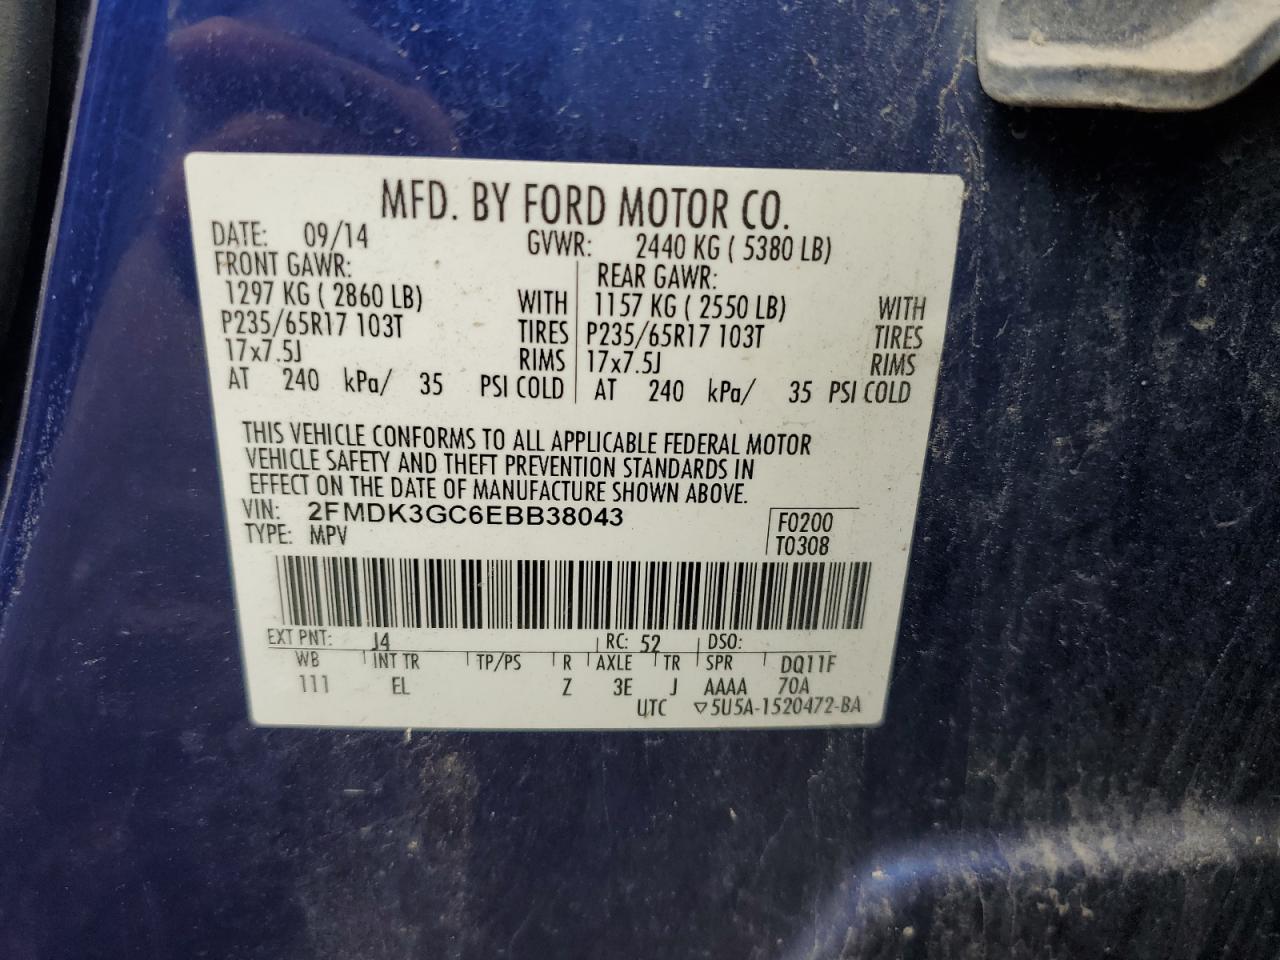 MFD. BY FORD MOTOR CO.
DATE: 09/14 GVWR: 2440 KG ( 5380 LB)
FRONT GAWR: REAR GAWR:
1297 KG ( 2860 LB) WITH 1157 KG ( 2550 LB) WITH
P235/65R17 103T TIRES P235/65R17 103T TIRES
17x7.5J RIMS 17x7.5J RIMS
AT 240 kPa/ 35 PSI COLD AT 240 kPa/ 35 PSI COLD
THIS VEHICLE CONFORMS TO ALL APPLICABLE FEDERAL MOTOR
VEHICLE SAFETY AND THEFT PREVENTION STANDARDS IN
EFFECT ON THE DATE OF MANUFACTURE SHOWN ABOVE.
VIN: 2FMDK3GC6EBB38043 F0200
TYPE: MPV T0308
EXT PNT: J4 RC: 52 DSO:
WB INT TR TP/PS R AXLE TR SPR DQ11F
111 EL Z 3E J AAAA 70A
UTC ▽5U5A-1520472-BA